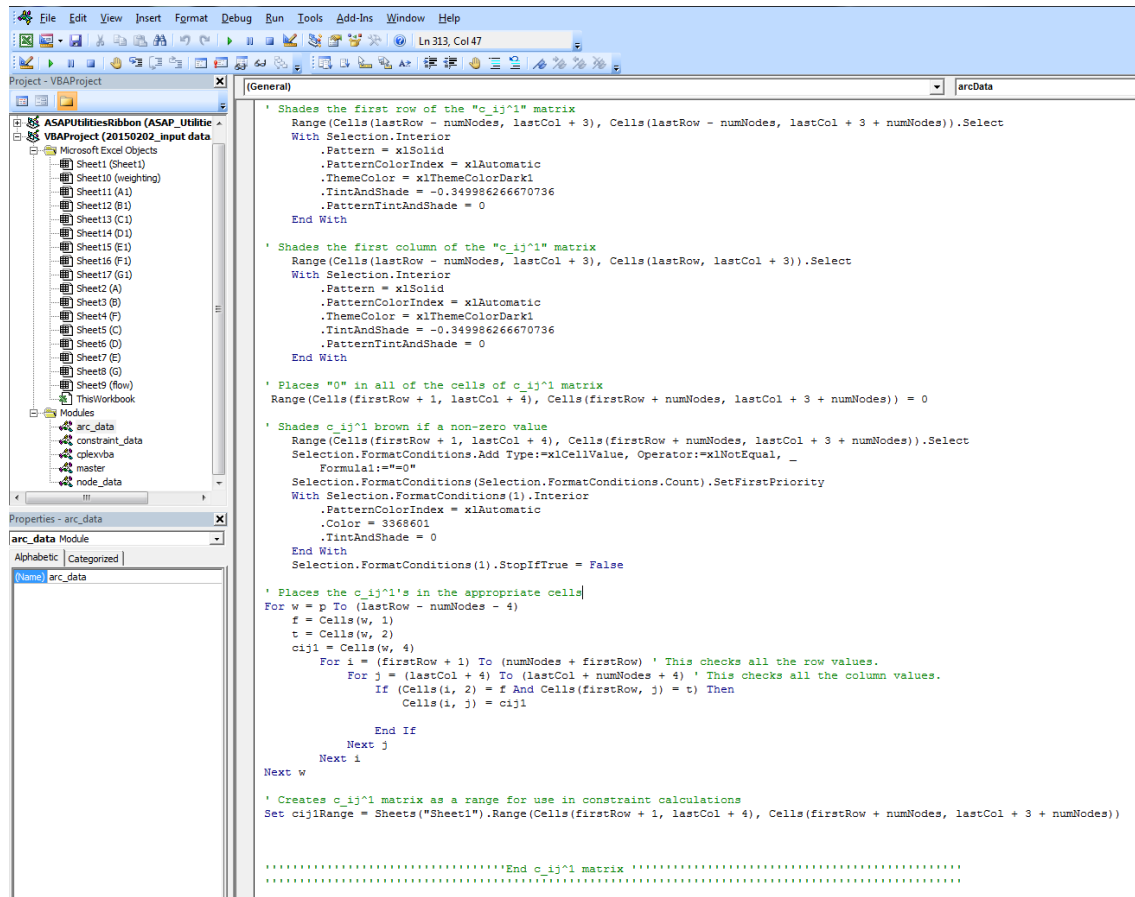 File Edit View Insert Format Debug Run Tools Add-Ins Window Help
Ln 313, Col 47
Project - VBAProject
(General)
arcData
ASAPUtilitiesRibbon (ASAP_Utilitie
VBAProject (20150202_input data
Microsoft Excel Objects
Sheet1 (Sheet1)
Sheet10 (weighting)
Sheet11 (A1)
Sheet12 (B1)
Sheet13 (C1)
Sheet14 (D1)
Sheet15 (E1)
Sheet16 (F1)
Sheet17 (G1)
Sheet2 (A)
Sheet3 (B)
Sheet4 (F)
Sheet5 (C)
Sheet6 (D)
Sheet7 (E)
Sheet8 (G)
Sheet9 (flow)
ThisWorkbook
Modules
arc_data
constraint_data
cplexvba
master
node_data
Properties - arc_data
arc_data Module
Alphabetic Categorized
(Name) arc_data
' Shades the first row of the "c_ij^1" matrix
Range(Cells(lastRow - numNodes, lastCol + 3), Cells(lastRow - numNodes, lastCol + 3 + numNodes)).Select
With Selection.Interior
.Pattern = xlSolid
.PatternColorIndex = xlAutomatic
.ThemeColor = xlThemeColorDark1
.TintAndShade = -0.349986266670736
.PatternTintAndShade = 0
End With
' Shades the first column of the "c_ij^1" matrix
Range(Cells(lastRow - numNodes, lastCol + 3), Cells(lastRow, lastCol + 3)).Select
With Selection.Interior
.Pattern = xlSolid
.PatternColorIndex = xlAutomatic
.ThemeColor = xlThemeColorDark1
.TintAndShade = -0.349986266670736
.PatternTintAndShade = 0
End With
' Places "0" in all of the cells of c_ij^1 matrix
Range(Cells(firstRow + 1, lastCol + 4), Cells(firstRow + numNodes, lastCol + 3 + numNodes)) = 0
' Shades c_ij^1 brown if a non-zero value
Range(Cells(firstRow + 1, lastCol + 4), Cells(firstRow + numNodes, lastCol + 3 + numNodes)).Select
Selection.FormatConditions.Add Type:=xlCellValue, Operator:=xlNotEqual, _
Formula1:="=0"
Selection.FormatConditions(Selection.FormatConditions.Count).SetFirstPriority
With Selection.FormatConditions(1).Interior
.PatternColorIndex = xlAutomatic
.Color = 3368601
.TintAndShade = 0
End With
Selection.FormatConditions(1).StopIfTrue = False
' Places the c_ij^1's in the appropriate cells
For w = p To (lastRow - numNodes - 4)
f = Cells(w, 1)
t = Cells(w, 2)
cij1 = Cells(w, 4)
For i = (firstRow + 1) To (numNodes + firstRow) ' This checks all the row values.
For j = (lastCol + 4) To (lastCol + numNodes + 4) ' This checks all the column values.
If (Cells(i, 2) = f And Cells(firstRow, j) = t) Then
Cells(i, j) = cij1
End If
Next j
Next i
Next w
' Creates c_ij^1 matrix as a range for use in constraint calculations
Set cij1Range = Sheets("Sheet1").Range(Cells(firstRow + 1, lastCol + 4), Cells(firstRow + numNodes, lastCol + 3 + numNodes))
''''''''''''''''''''''''''''''''''End c_ij^1 matrix ''''''''''''''''''''''''''''''''''''''''''''''
''''''''''''''''''''''''''''''''''''''''''''''''''''''''''''''''''''''''''''''''''''''''''''''''''